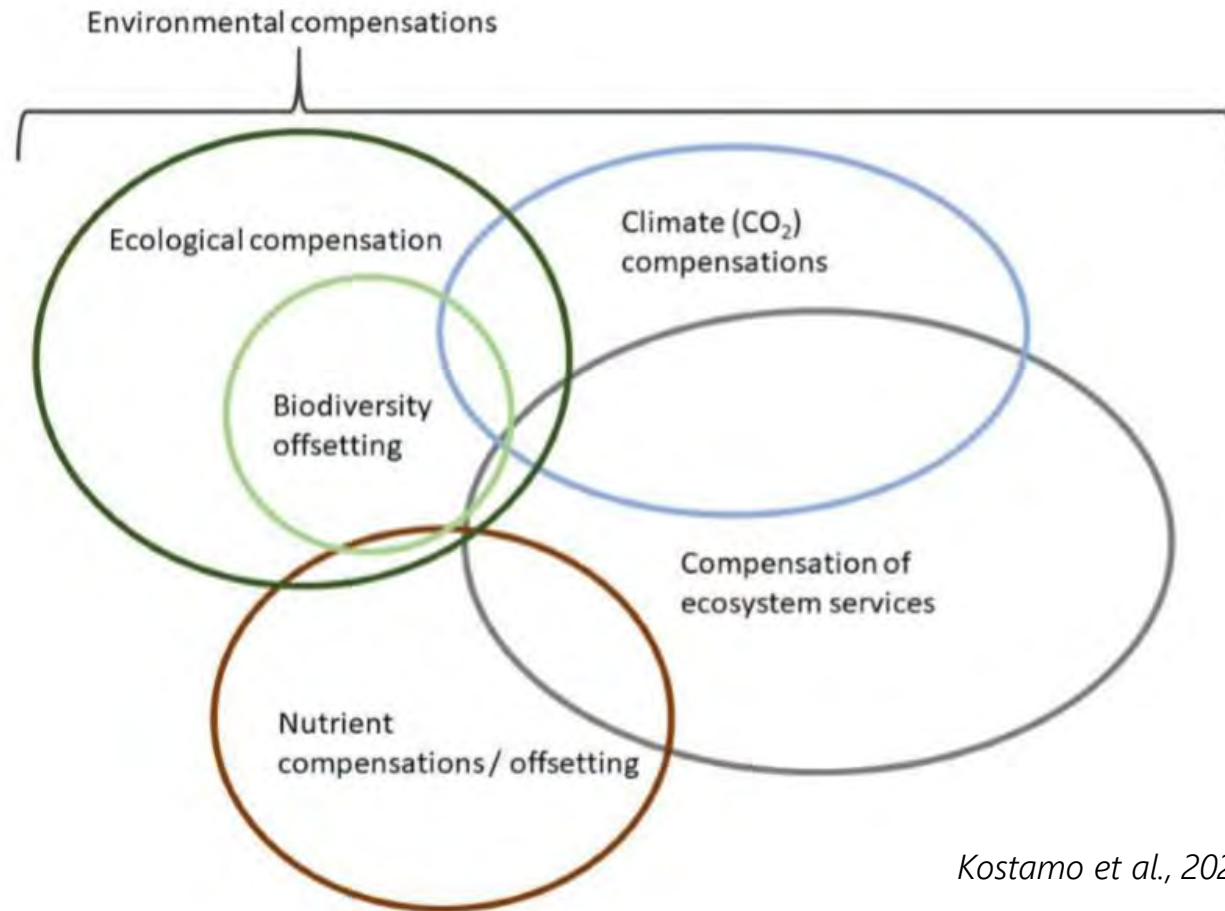 Environmental compensations
Ecological compensation
Climate (CO₂)
compensations
Biodiversity
offsetting
Compensation of
ecosystem services
Nutrient
compensations / offsetting
Kostamo et al., 202